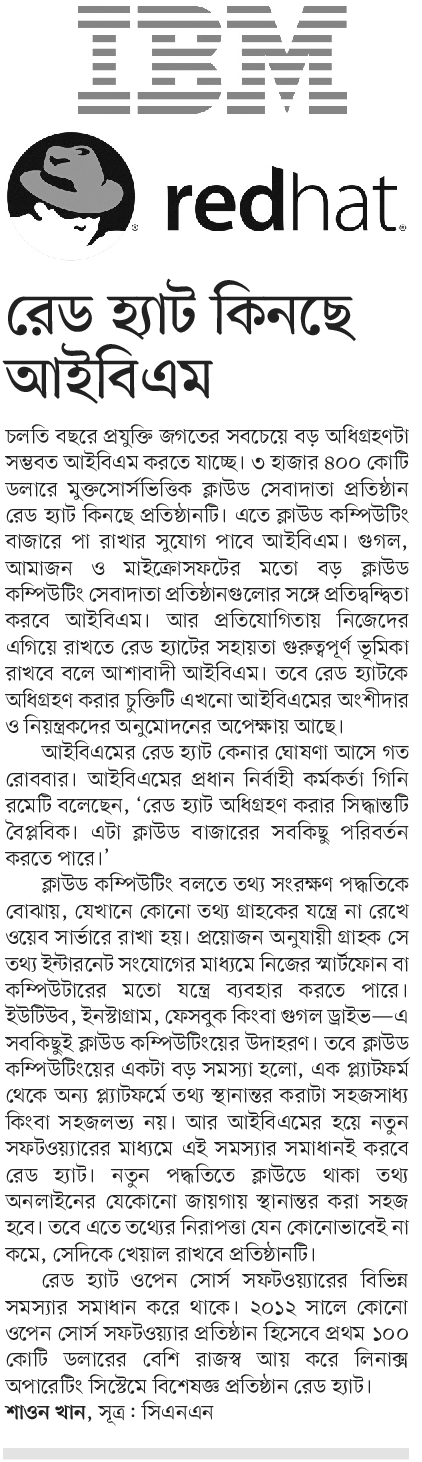 IBM
redhat®
রেড হ্যাট কিনছে
আইবিএম
চলতি বছরে প্রযুক্তি জগতের সবচেয়ে বড় অধিগ্রহণটা
সম্ভবত আইবিএম করতে যাচ্ছে। ৩ হাজার ৪০০ কোটি
ডলারে মুক্তসোর্সভিত্তিক ক্লাউড সেবাদাতা প্রতিষ্ঠান
রেড হ্যাট কিনছে প্রতিষ্ঠানটি। এতে ক্লাউড কম্পিউটিং
বাজারে পা রাখার সুযোগ পাবে আইবিএম। গুগল,
আমাজন ও মাইক্রোসফটের মতো বড় ক্লাউড
কম্পিউটিং সেবাদাতা প্রতিষ্ঠানগুলোর সঙ্গে প্রতিদ্বন্দ্বিতা
করবে আইবিএম। আর প্রতিযোগিতায় নিজেদের
এগিয়ে রাখতে রেড হ্যাটের সহায়তা গুরুত্বপূর্ণ ভূমিকা
রাখবে বলে আশাবাদী আইবিএম। তবে রেড হ্যাটকে
অধিগ্রহণ করার চুক্তিটি এখনো আইবিএমের অংশীদার
ও নিয়ন্ত্রকদের অনুমোদনের অপেক্ষায় আছে।
আইবিএমের রেড হ্যাট কেনার ঘোষণা আসে গত
রোববার। আইবিএমের প্রধান নির্বাহী কর্মকর্তা গিনি
রমেটি বলেছেন, ‘রেড হ্যাট অধিগ্রহণ করার সিদ্ধান্তটি
বৈপ্লবিক। এটা ক্লাউড বাজারের সবকিছু পরিবর্তন
করতে পারে।’
ক্লাউড কম্পিউটিং বলতে তথ্য সংরক্ষণ পদ্ধতিকে
বোঝায়, যেখানে কোনো তথ্য গ্রাহকের যন্ত্রে না রেখে
ওয়েব সার্ভারে রাখা হয়। প্রয়োজন অনুযায়ী গ্রাহক সে
তথ্য ইন্টারনেট সংযোগের মাধ্যমে নিজের স্মার্টফোন বা
কম্পিউটারের মতো যন্ত্রে ব্যবহার করতে পারে।
ইউটিউব, ইনস্টাগ্রাম, ফেসবুক কিংবা গুগল ড্রাইভ—এ
সবকিছুই ক্লাউড কম্পিউটিংয়ের উদাহরণ। তবে ক্লাউড
কম্পিউটিংয়ের একটা বড় সমস্যা হলো, এক প্ল্যাটফর্ম
থেকে অন্য প্ল্যাটফর্মে তথ্য স্থানান্তর করাটা সহজসাধ্য
কিংবা সহজলভ্য নয়। আর আইবিএমের হয়ে নতুন
সফটওয়্যারের মাধ্যমে এই সমস্যার সমাধানই করবে
রেড হ্যাট। নতুন পদ্ধতিতে ক্লাউডে থাকা তথ্য
অনলাইনের যেকোনো জায়গায় স্থানান্তর করা সহজ
হবে। তবে এতে তথ্যের নিরাপত্তা যেন কোনোভাবেই না
কমে, সেদিকে খেয়াল রাখবে প্রতিষ্ঠানটি।
রেড হ্যাট ওপেন সোর্স সফটওয়্যারের বিভিন্ন
সমস্যার সমাধান করে থাকে। ২০১২ সালে কোনো
ওপেন সোর্স সফটওয়্যার প্রতিষ্ঠান হিসেবে প্রথম ১০০
কোটি ডলারের বেশি রাজস্ব আয় করে লিনাক্স
অপারেটিং সিস্টেমে বিশেষজ্ঞ প্রতিষ্ঠান রেড হ্যাট।
শাওন খান, সূত্র : সিএনএন